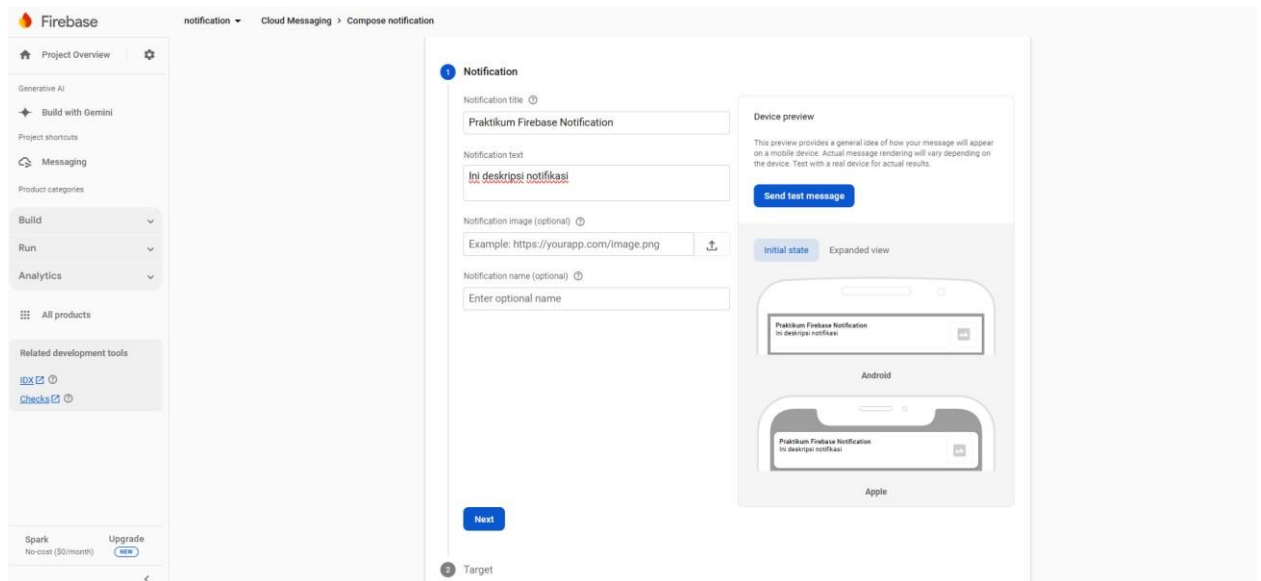 Firebase
notification
Cloud Messaging > Compose notification
Project Overview
Generative AI
Build with Gemini
Project shortcuts
Messaging
Product categories
Build
Run
Analytics
All products
Related development tools
IDX
Checks
Spark
No-cost ($0/month)
Upgrade
NEW
1 Notification
Notification title
Praktikum Firebase Notification
Notification text
Ini deskripsi notifikasi
Notification image (optional)
Example: https://yourapp.com/image.png
Notification name (optional)
Enter optional name
Next
2 Target
Device preview
This preview provides a general idea of how your message will appear
on a mobile device. Actual message rendering will vary depending on
the device. Test with a real device for actual results.
Send test message
Initial state
Expanded view
Praktikum Firebase Notification
Ini deskripsi notifikasi
Android
Praktikum Firebase Notification
Ini deskripsi notifikasi
Apple